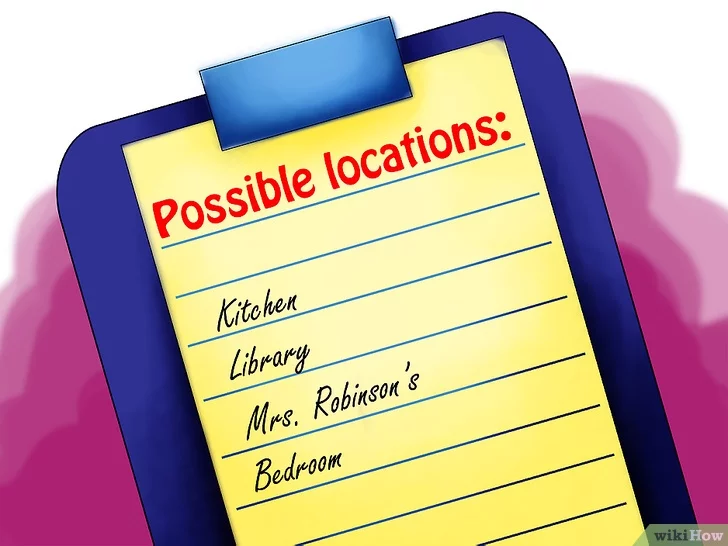 Possible locations:
Kitchen
Library
Mrs. Robinson's
Bedroom
wikiHow